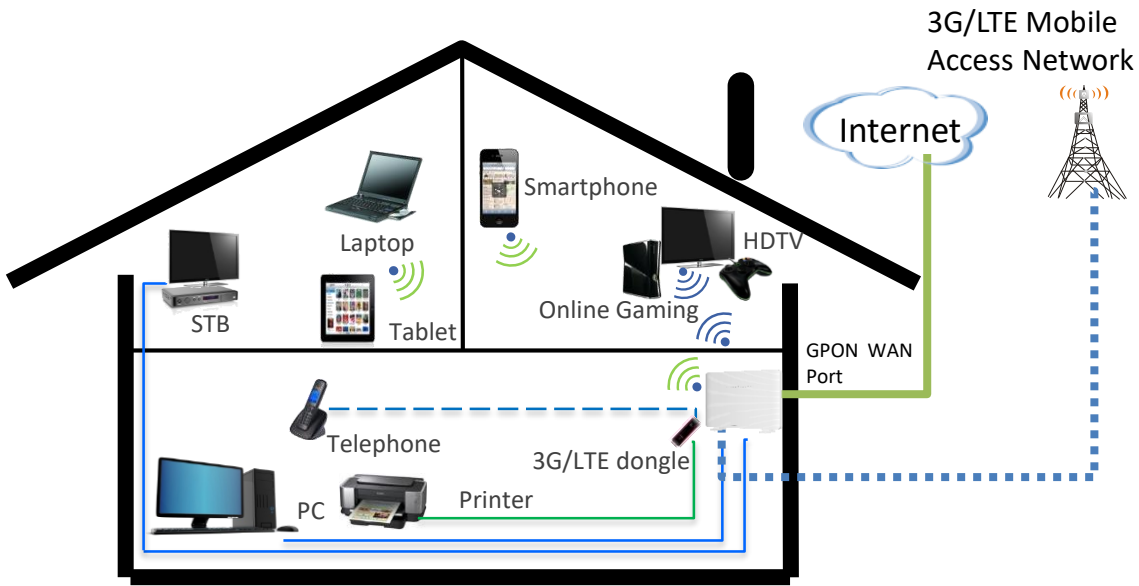 3G/LTE Mobile
Access Network
Internet
Smartphone
Laptop
HDTV
STB
Tablet
Online Gaming
GPON WAN
Port
Telephone
3G/LTE dongle
PC
Printer